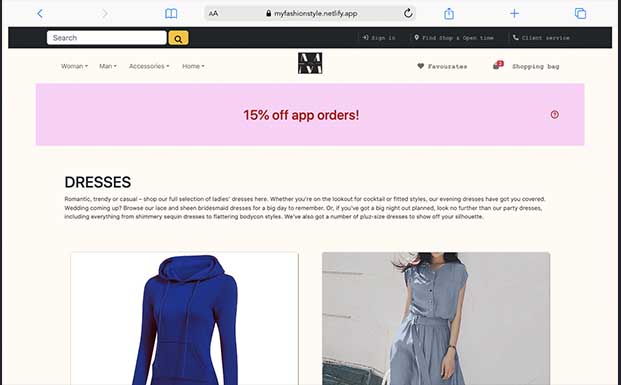 AA myfashionstyle.netlify.app
Search Sign in Find Shop & Open time Client service
Woman Man Accessories Home Favourates 2 Shopping bag
15% off app orders!
DRESSES
Romantic, trendy or casual – shop our full selection of ladies' dresses here. Whether you're on the lookout for cocktail or fitted styles, our evening dresses have got you covered.
Wedding coming up? Browse our lace and sheen bridesmaid dresses for a big day to remember. Or, if you've got a big night out planned, look no further than our party dresses,
including everything from shimmery sequin dresses to flattering bodycon styles. We've also got a number of pluz-size dresses to show off your silhouette.